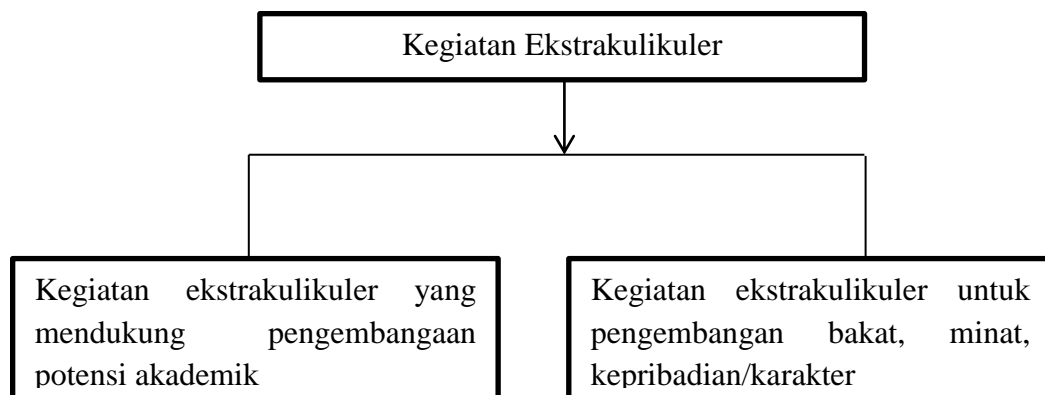 Kegiatan Ekstrakulikuler
Kegiatan ekstrakulikuler yang
mendukung pengembangaan
potensi akademik
Kegiatan ekstrakulikuler untuk
pengembangan bakat, minat,
kepribadian/karakter